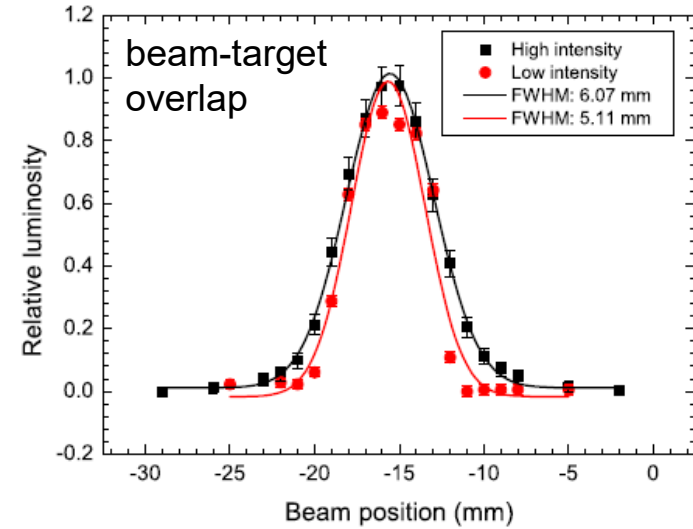 beam-target
overlap
High intensity
Low intensity
FWHM: 6.07 mm
FWHM: 5.11 mm
Relative luminosity
1.2
1.0
0.8
0.6
0.4
0.2
0.0
-0.2
-30
-25
-20
-15
-10
-5
0
Beam position (mm)